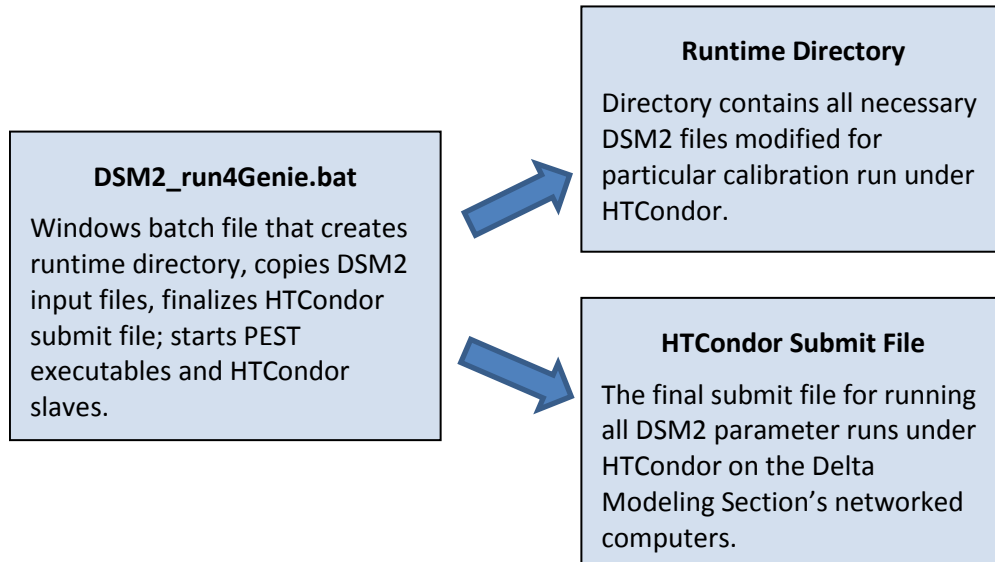 DSM2_run4Genie.bat
Windows batch file that creates
runtime directory, copies DSM2
input files, finalizes HTCondor
submit file; starts PEST
executables and HTCondor
slaves.
Runtime Directory
Directory contains all necessary
DSM2 files modified for
particular calibration run under
HTCondor.
HTCondor Submit File
The final submit file for running
all DSM2 parameter runs under
HTCondor on the Delta
Modeling Section’s networked
computers.